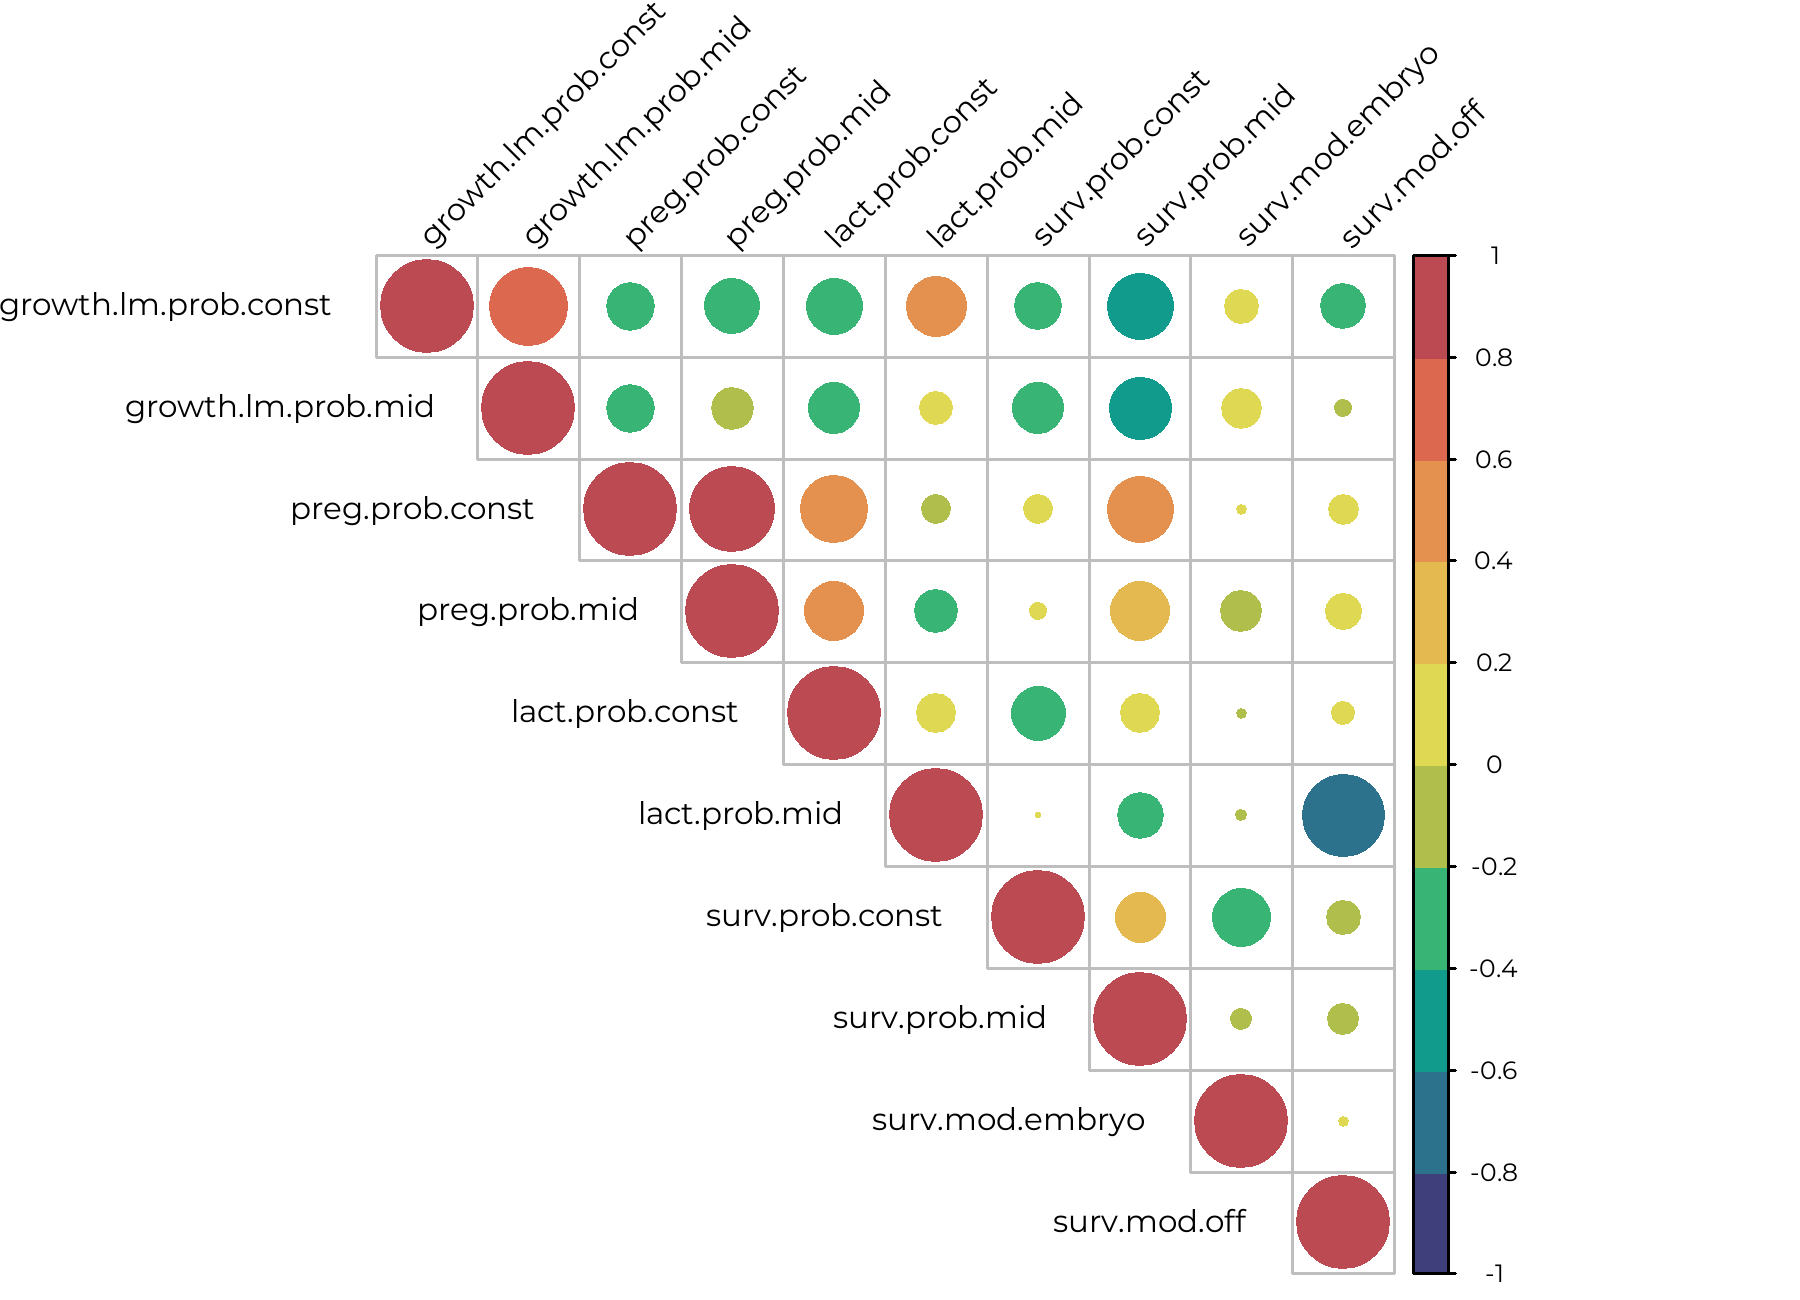 growth.lm.prob.const
growth.lm.prob.mid
preg.prob.const
preg.prob.mid
lact.prob.const
lact.prob.mid
surv.prob.const
surv.prob.mid
surv.mod.embryo
surv.mod.off
growth.lm.prob.const
growth.lm.prob.mid
preg.prob.const
preg.prob.mid
lact.prob.const
lact.prob.mid
surv.prob.const
surv.prob.mid
surv.mod.embryo
surv.mod.off
1
0.8
0.6
0.4
0.2
0
-0.2
-0.4
-0.6
-0.8
-1